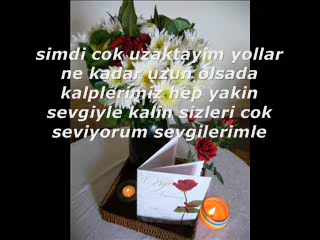 simdi cok uzaktayim yollar
ne kadar uzun olsada
kalplerimiz hep yakin
sevgiyle kalin sizleri cok
seviyorum sevgilerimle